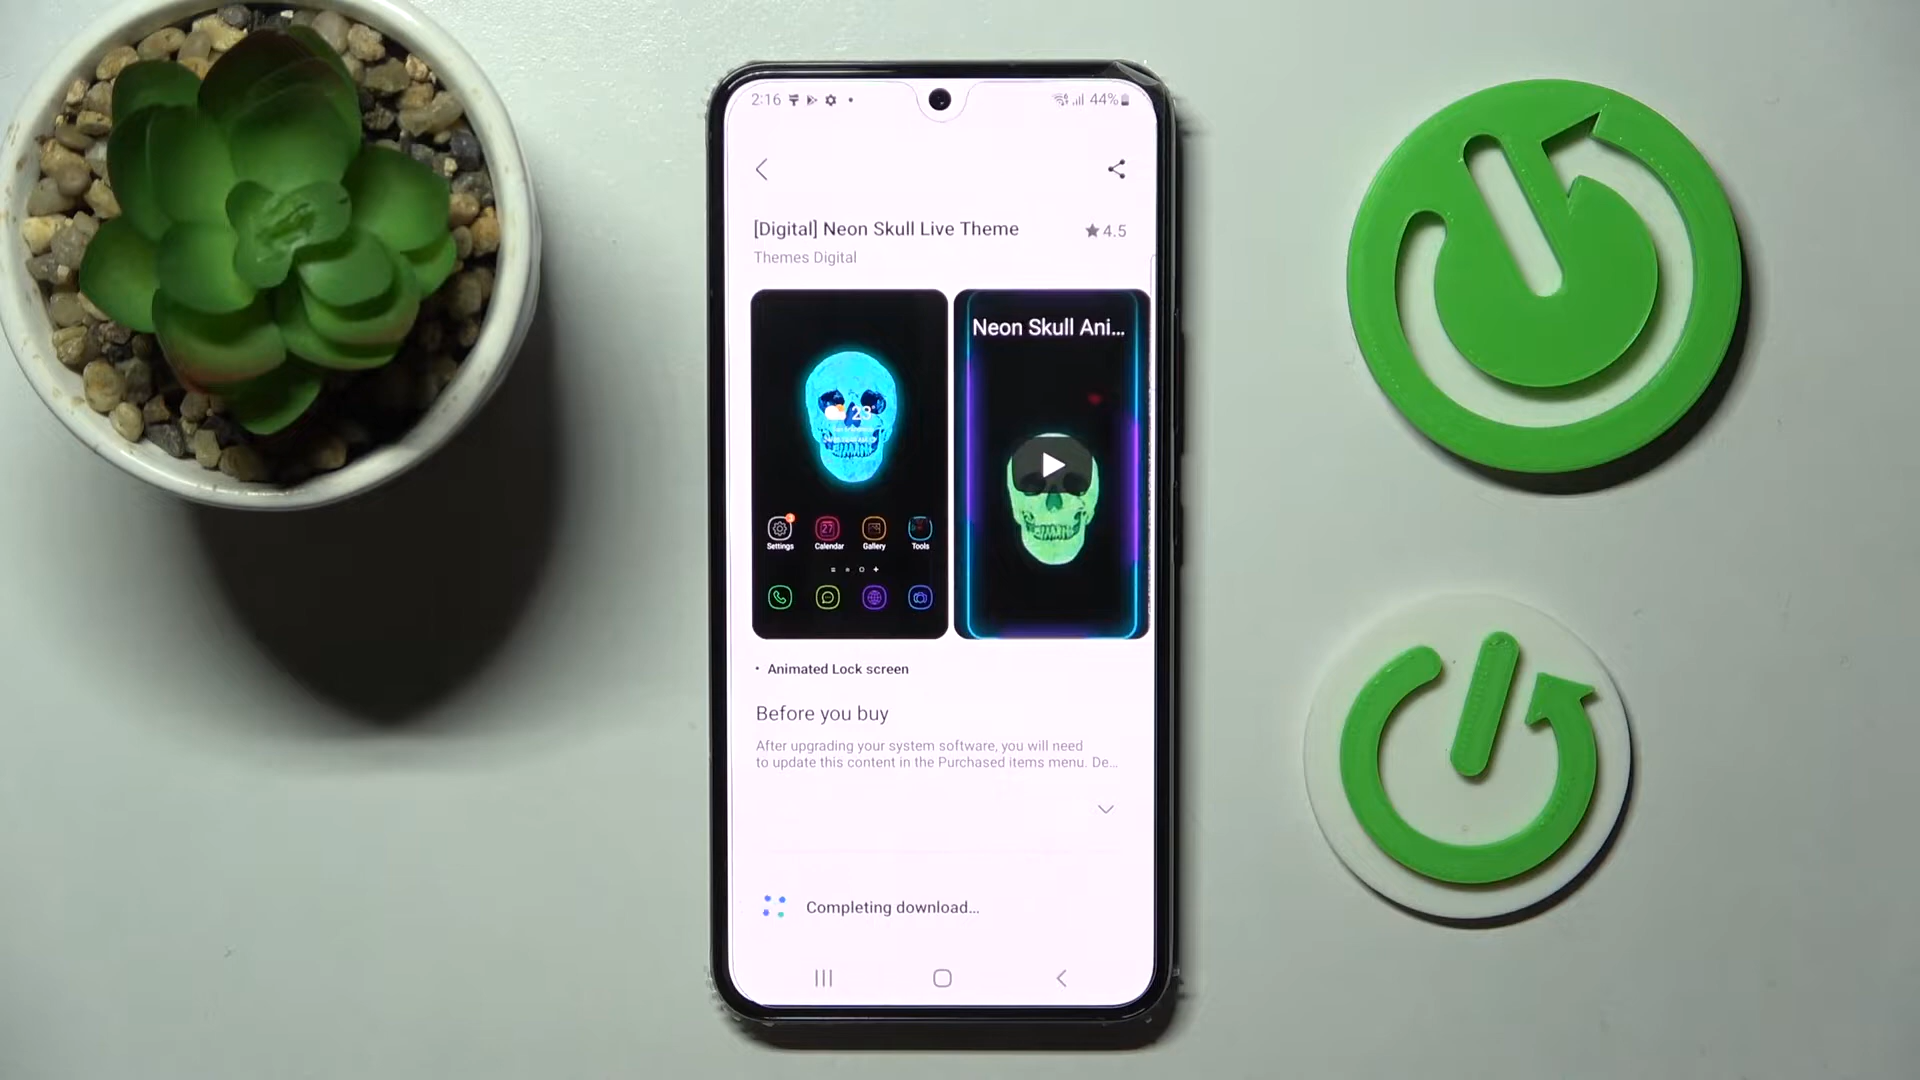 2:16
44%
[Digital] Neon Skull Live Theme
4.5
Themes Digital
Neon Skull Ani...
23°
Settings
Calendar
Gallery
Tools
27
• Animated Lock screen
Before you buy
After upgrading your system software, you will need
to update this content in the Purchased items menu. De...
Completing download...